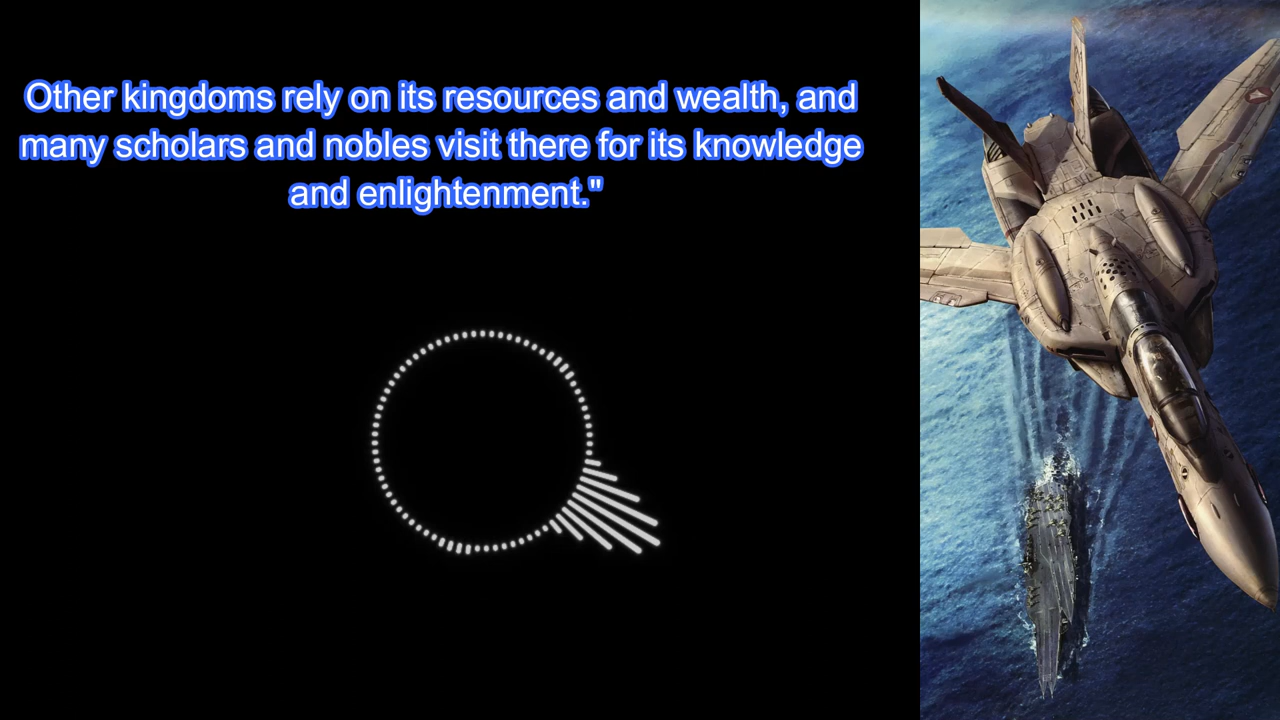 Other kingdoms rely on its resources and wealth, and
many scholars and nobles visit there for its knowledge
and enlightenment."